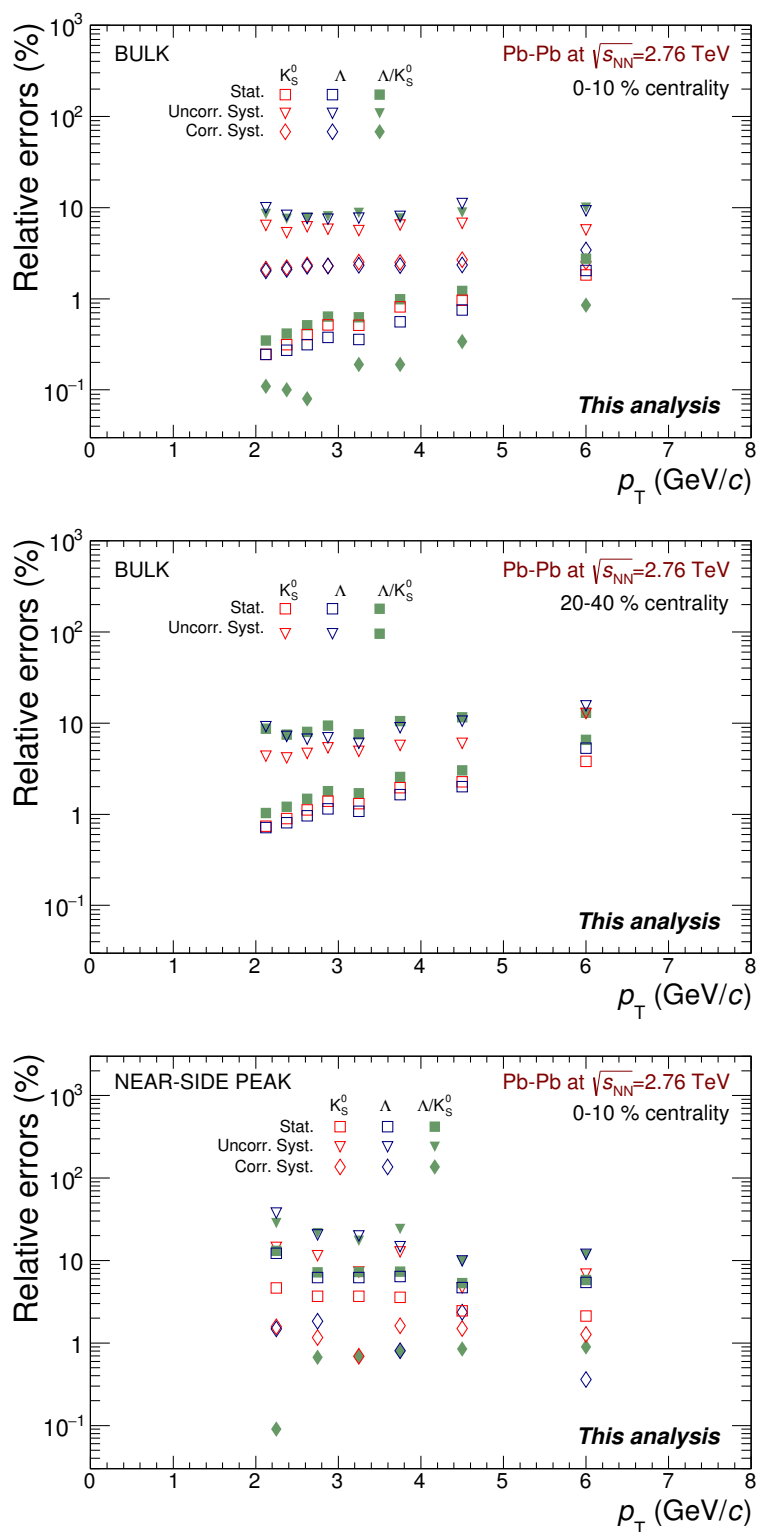 BULK
Pb-Pb at √sNN=2.76 TeV
0-10 % centrality
K⁰S Λ Λ/K⁰S
Stat.
Uncorr. Syst.
Corr. Syst.
Relative errors (%)
10³
10²
10
1
10⁻¹
This analysis
0 1 2 3 4 5 6 7 8
pT (GeV/c)
BULK
Pb-Pb at √sNN=2.76 TeV
20-40 % centrality
K⁰S Λ Λ/K⁰S
Stat.
Uncorr. Syst.
Relative errors (%)
10³
10²
10
1
10⁻¹
This analysis
0 1 2 3 4 5 6 7 8
pT (GeV/c)
NEAR-SIDE PEAK
Pb-Pb at √sNN=2.76 TeV
0-10 % centrality
K⁰S Λ Λ/K⁰S
Stat.
Uncorr. Syst.
Corr. Syst.
Relative errors (%)
10³
10²
10
1
10⁻¹
This analysis
0 1 2 3 4 5 6 7 8
pT (GeV/c)